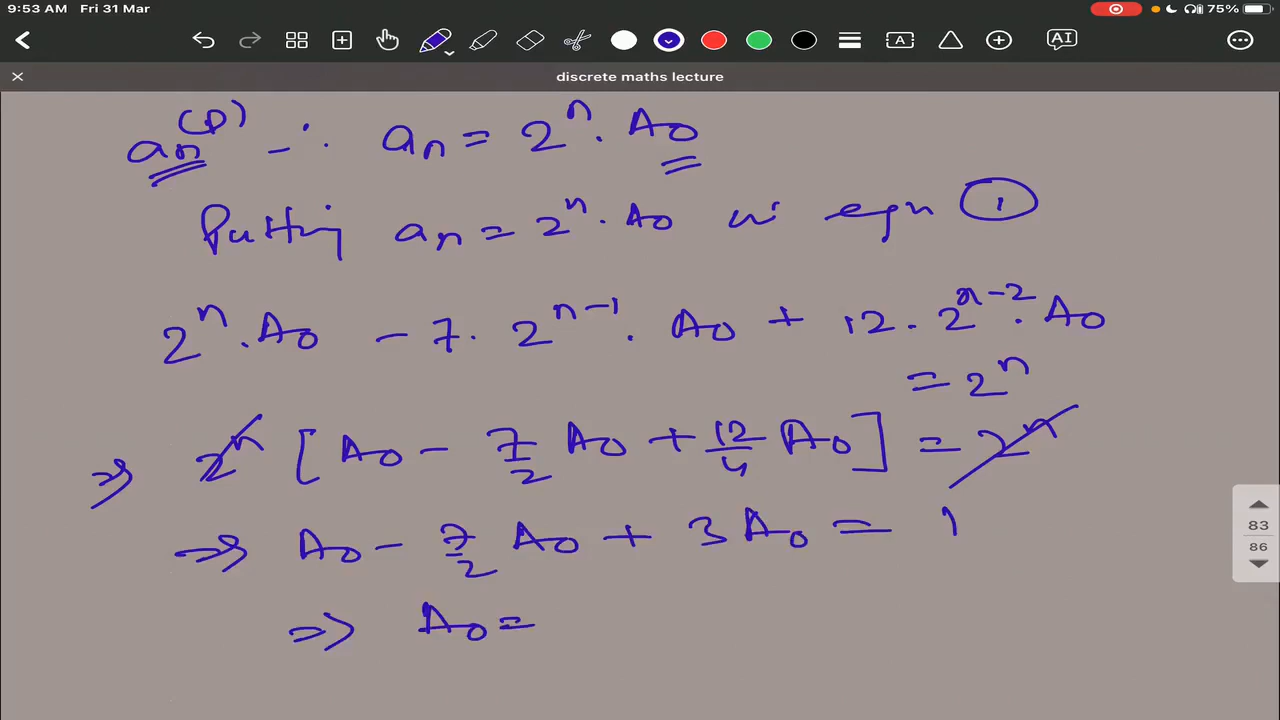 9:53 AM Fri 31 Mar 75%
A AI
discrete maths lecture
an^(P) - ∴ an = 2^n . A0
Putting an = 2^n . A0 in eqn 1
2^n . A0 - 7 . 2^(n-1) . A0 + 12 . 2^(n-2) . A0
= 2^n
⇒ 2^n [A0 - 7/2 A0 + 12/4 A0] = 2^n
⇒ A0 - 7/2 A0 + 3A0 = 1
⇒ A0 =
83
86